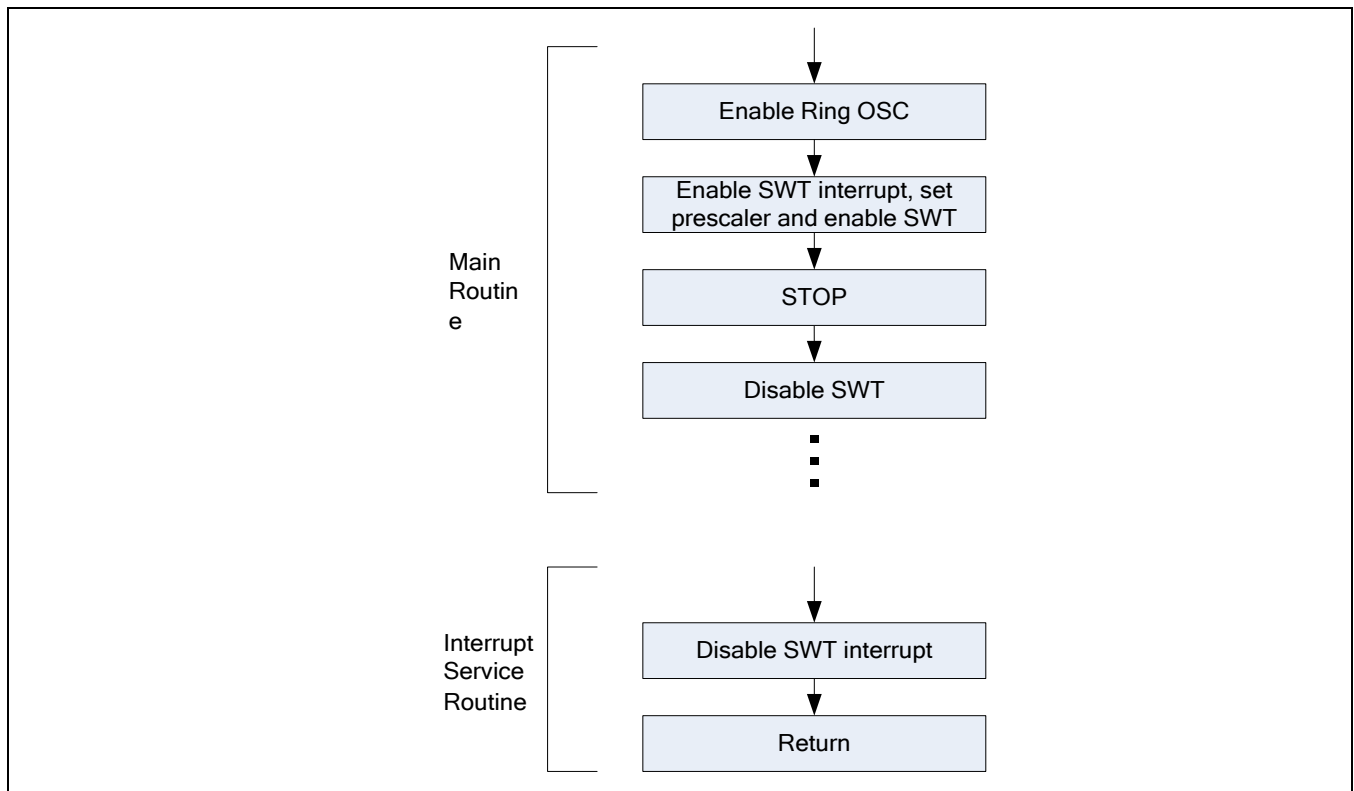 Enable Ring OSC
Enable SWT interrupt, set
prescaler and enable SWT
Main
Routin
e
STOP
Disable SWT
Interrupt
Service
Routine
Disable SWT interrupt
Return